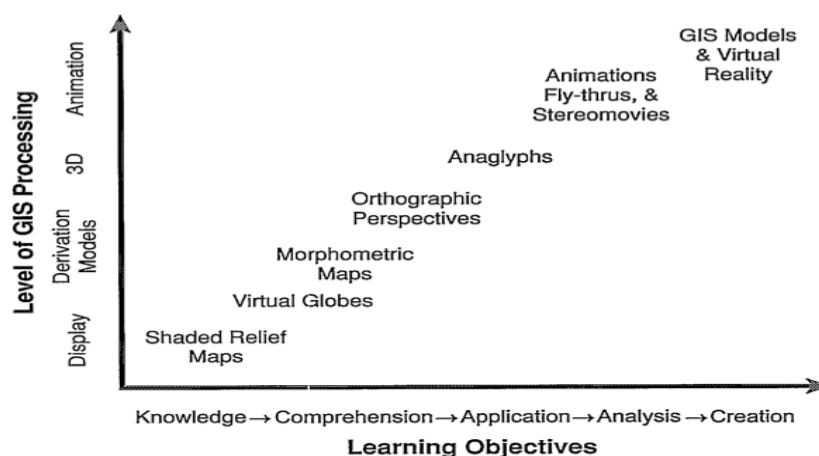 GIS Models
& Virtual
Reality
Animations
Fly-thrus, &
Stereomovies
Anaglyphs
Orthographic
Perspectives
Morphometric
Maps
Virtual Globes
Shaded Relief
Maps
Level of GIS Processing
Animation
3D
Derivation
Models
Display
Knowledge→Comprehension→Application→Analysis→Creation
Learning Objectives